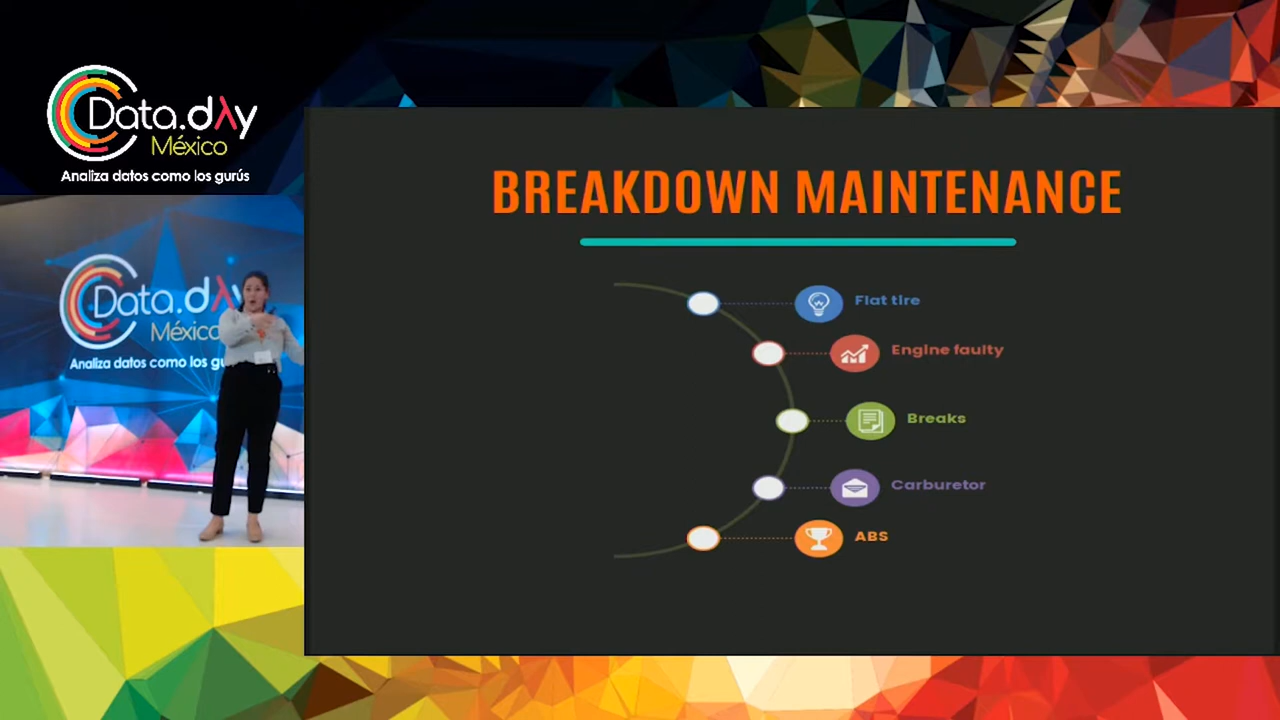 Data.dλy
México
Analiza datos como los gurús
BREAKDOWN MAINTENANCE
Flat tire
Engine faulty
Breaks
Carburetor
ABS
Data.dλy
México
Analiza datos como los gu